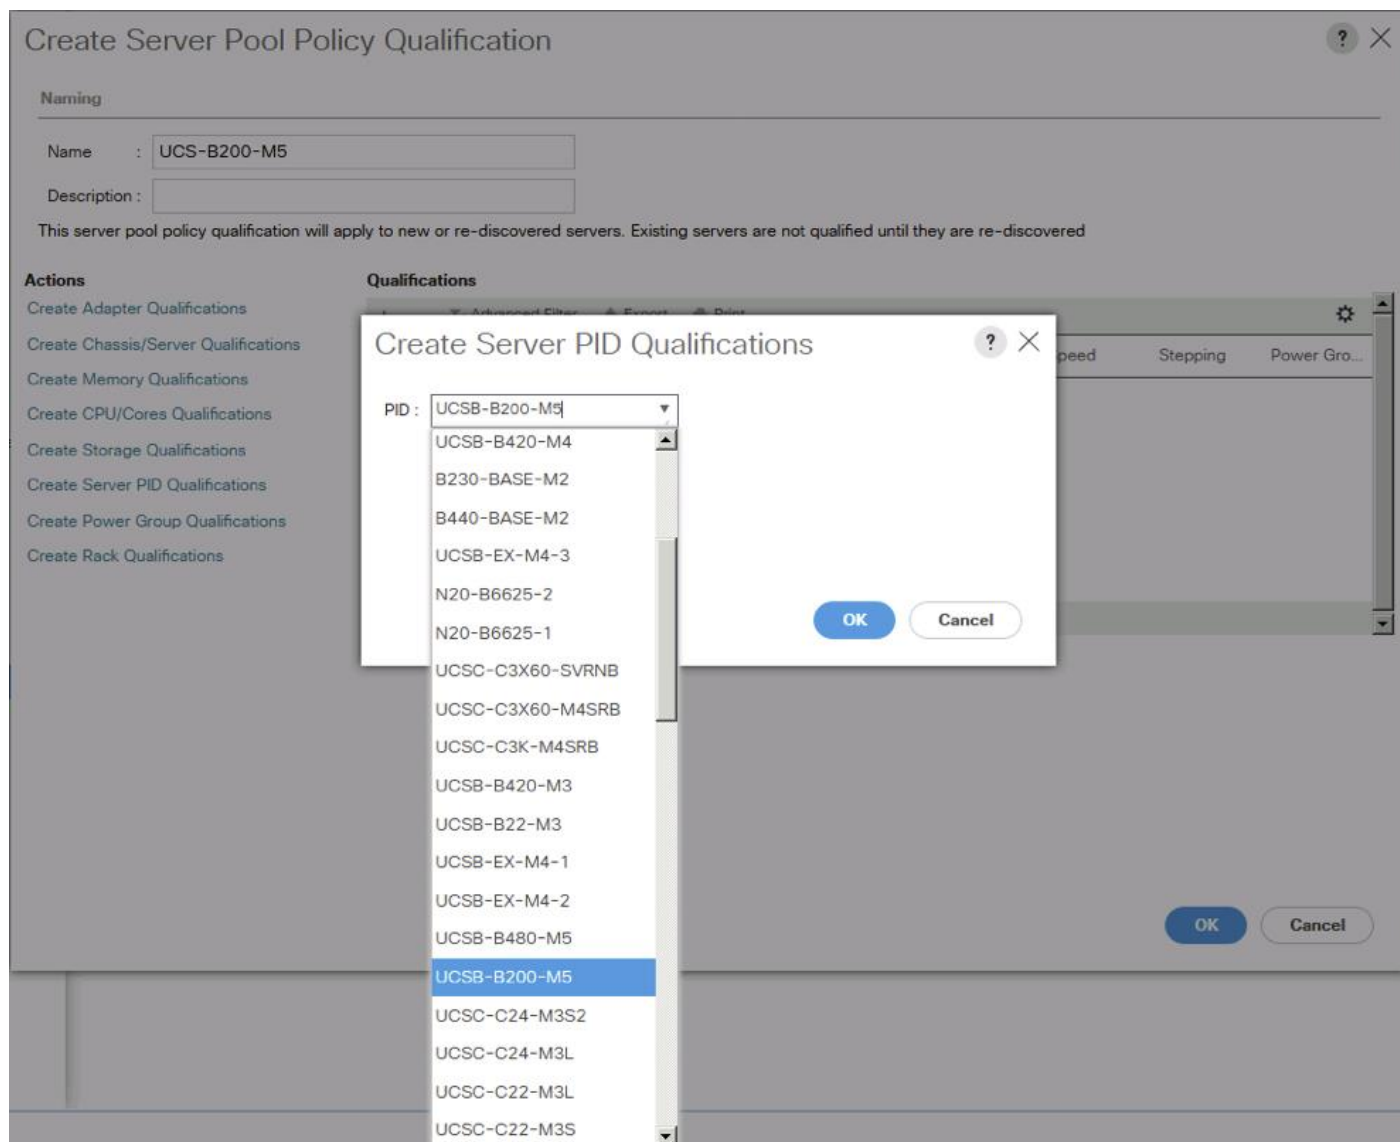 Create Server Pool Policy Qualification
?
Naming
Name : UCS-B200-M5
Description :
This server pool policy qualification will apply to new or re-discovered servers. Existing servers are not qualified until they are re-discovered
Actions
Create Adapter Qualifications
Create Chassis/Server Qualifications
Create Memory Qualifications
Create CPU/Cores Qualifications
Create Storage Qualifications
Create Server PID Qualifications
Create Power Group Qualifications
Create Rack Qualifications
Qualifications
Advanced Filter Export Print
peed Stepping Power Gro...
Create Server PID Qualifications
?
PID : UCSB-B200-M5
UCSB-B420-M4
B230-BASE-M2
B440-BASE-M2
UCSB-EX-M4-3
N20-B6625-2
N20-B6625-1
UCSC-C3X60-SVRNB
UCSC-C3X60-M4SRB
UCSC-C3K-M4SRB
UCSB-B420-M3
UCSB-B22-M3
UCSB-EX-M4-1
UCSB-EX-M4-2
UCSB-B480-M5
UCSB-B200-M5
UCSC-C24-M3S2
UCSC-C24-M3L
UCSC-C22-M3L
UCSC-C22-M3S
OK Cancel
OK Cancel